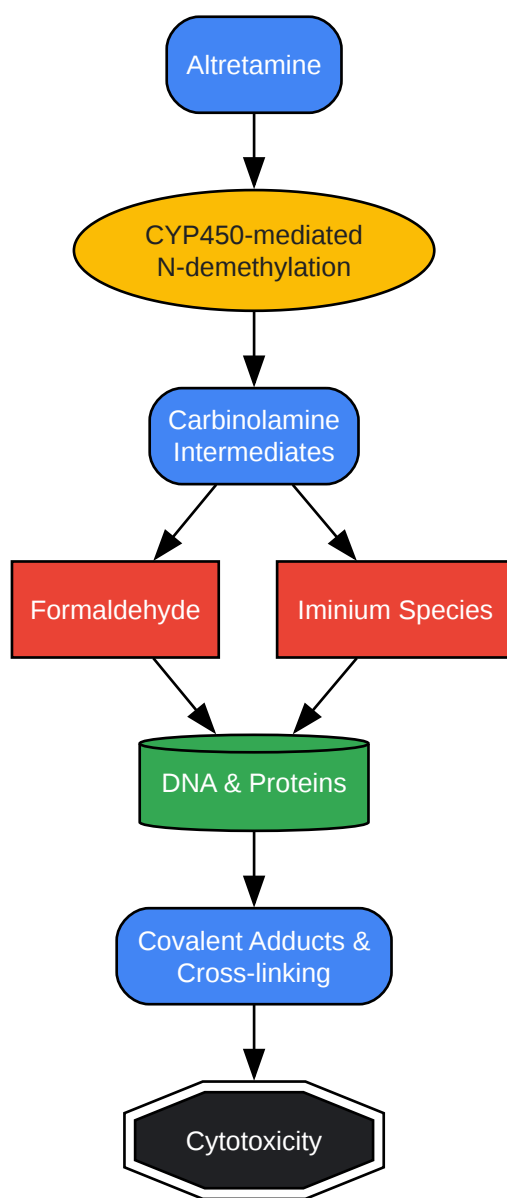 Altretamine
CYP450-mediated
N-demethylation
Carbinolamine
Intermediates
Formaldehyde
Iminium Species
DNA & Proteins
Covalent Adducts &
Cross-linking
Cytotoxicity